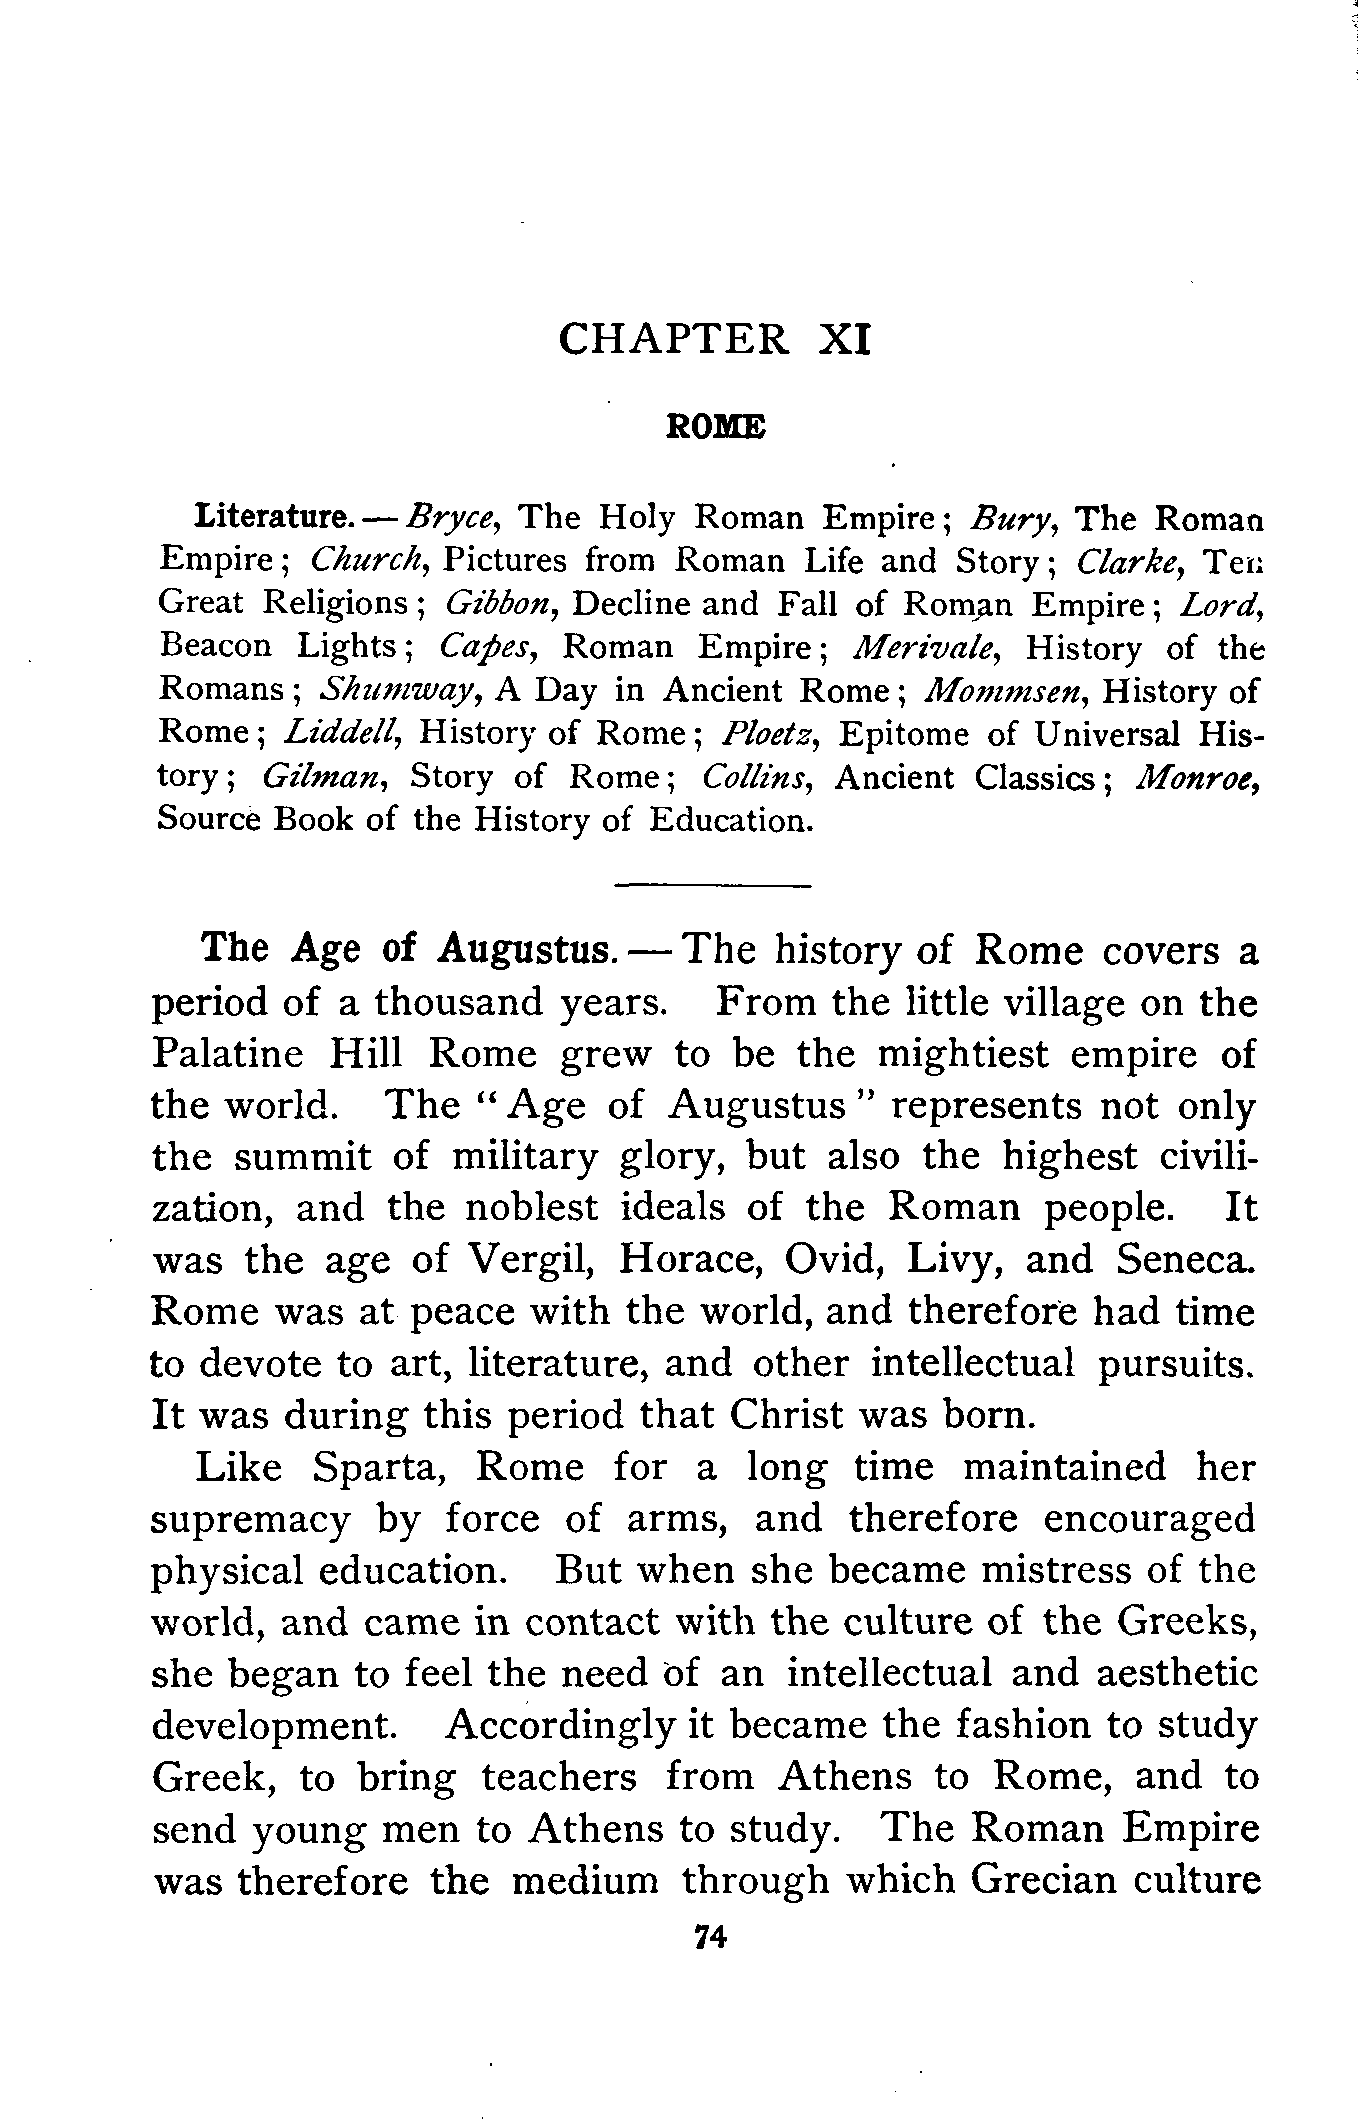 CHAPTER XI
ROME
Literature. — Bryce, The Holy Roman Empire; Bury, The Roman
Empire; Church, Pictures from Roman Life and Story; Clarke, Ten
Great Religions; Gibbon, Decline and Fall of Roman Empire; Lord,
Beacon Lights; Capes, Roman Empire; Merivale, History of the
Romans; Shumway, A Day in Ancient Rome; Mommsen, History of
Rome; Liddell, History of Rome; Ploetz, Epitome of Universal His-
tory; Gilman, Story of Rome; Collins, Ancient Classics; Monroe,
Source Book of the History of Education.
The Age of Augustus. — The history of Rome covers a
period of a thousand years. From the little village on the
Palatine Hill Rome grew to be the mightiest empire of
the world. The “Age of Augustus” represents not only
the summit of military glory, but also the highest civili-
zation, and the noblest ideals of the Roman people. It
was the age of Vergil, Horace, Ovid, Livy, and Seneca.
Rome was at peace with the world, and therefore had time
to devote to art, literature, and other intellectual pursuits.
It was during this period that Christ was born.
Like Sparta, Rome for a long time maintained her
supremacy by force of arms, and therefore encouraged
physical education. But when she became mistress of the
world, and came in contact with the culture of the Greeks,
she began to feel the need of an intellectual and aesthetic
development. Accordingly it became the fashion to study
Greek, to bring teachers from Athens to Rome, and to
send young men to Athens to study. The Roman Empire
was therefore the medium through which Grecian culture
74